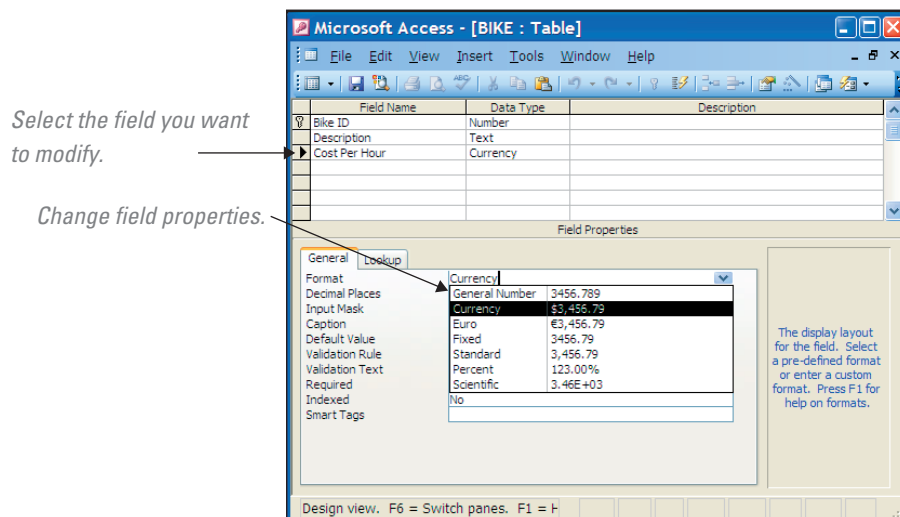 Microsoft Access - [BIKE : Table]
File Edit View Insert Tools Window Help
Field Name Data Type Description
Bike ID Number
Description Text
Cost Per Hour Currency
Select the field you want
to modify.
Change field properties.
Field Properties
General Lookup
Format Currency
Decimal Places General Number 3456.789
Input Mask Currency $3,456.79
Caption Euro €3,456.79
Default Value Fixed 3456.79
Validation Rule Standard 3,456.79
Validation Text Percent 123.00%
Required Scientific 3.46E+03
Indexed No
Smart Tags
The display layout
for the field. Select
a pre-defined format
or enter a custom
format. Press F1 for
help on formats.
Design view. F6 = Switch panes. F1 = H